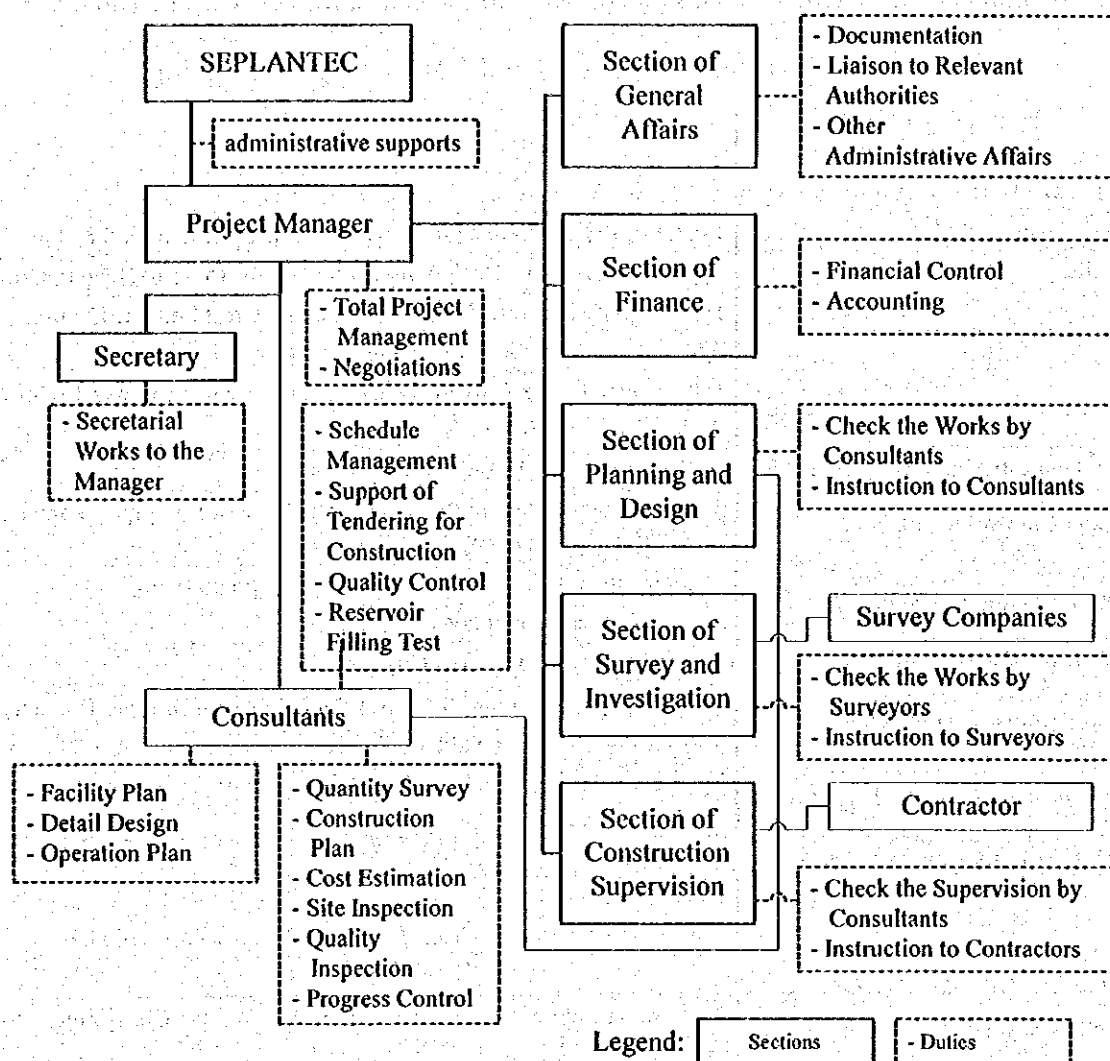 SEPLANTEC
administrative supports
Project Manager
- Total Project
Management
- Negotiations
Secretary
- Secretarial
Works to the
Manager
- Schedule
Management
- Support of
Tendering for
Construction
- Quality Control
- Reservoir
Filling Test
Consultants
- Facility Plan
- Detail Design
- Operation Plan
- Quantity Survey
- Construction
Plan
- Cost Estimation
- Site Inspection
- Quality
Inspection
- Progress Control
Section of
General
Affairs
- Documentation
- Liaison to Relevant
Authorities
- Other
Administrative Affairs
Section of
Finance
- Financial Control
- Accounting
Section of
Planning and
Design
- Check the Works by
Consultants
- Instruction to Consultants
Section of
Survey and
Investigation
Survey Companies
- Check the Works by
Surveyors
- Instruction to Surveyors
Section of
Construction
Supervision
Contractor
- Check the Supervision by
Consultants
- Instruction to Contractors
Legend:
Sections
- Duties